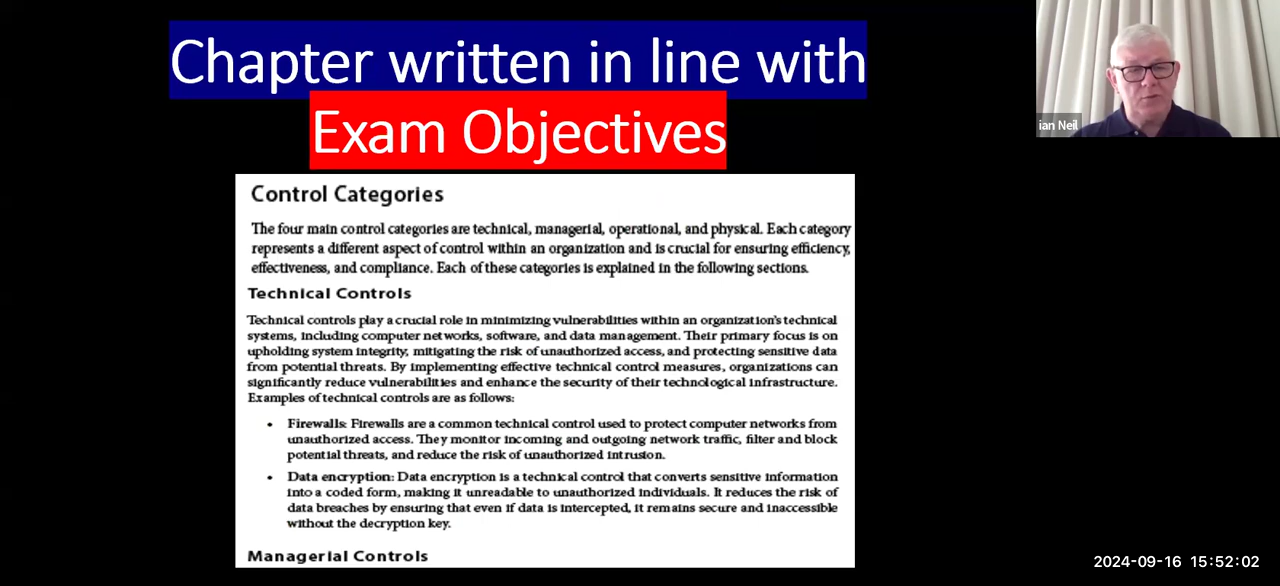 Chapter written in line with
Exam Objectives
ian Neil
Control Categories
The four main control categories are technical, managerial, operational, and physical. Each category
represents a different aspect of control within an organization and is crucial for ensuring efficiency,
effectiveness, and compliance. Each of these categories is explained in the following sections.
Technical Controls
Technical controls play a crucial role in minimizing vulnerabilities within an organization's technical
systems, including computer networks, software, and data management. Their primary focus is on
upholding system integrity, mitigating the risk of unauthorized access, and protecting sensitive data
from potential threats. By implementing effective technical control measures, organizations can
significantly reduce vulnerabilities and enhance the security of their technological infrastructure.
Examples of technical controls are as follows:
• Firewalls: Firewalls are a common technical control used to protect computer networks from
unauthorized access. They monitor incoming and outgoing network traffic, filter and block
potential threats, and reduce the risk of unauthorized intrusion.
• Data encryption: Data encryption is a technical control that converts sensitive information
into a coded form, making it unreadable to unauthorized individuals. It reduces the risk of
data breaches by ensuring that even if data is intercepted, it remains secure and inaccessible
without the decryption key.
Managerial Controls
2024-09-16 15:52:02